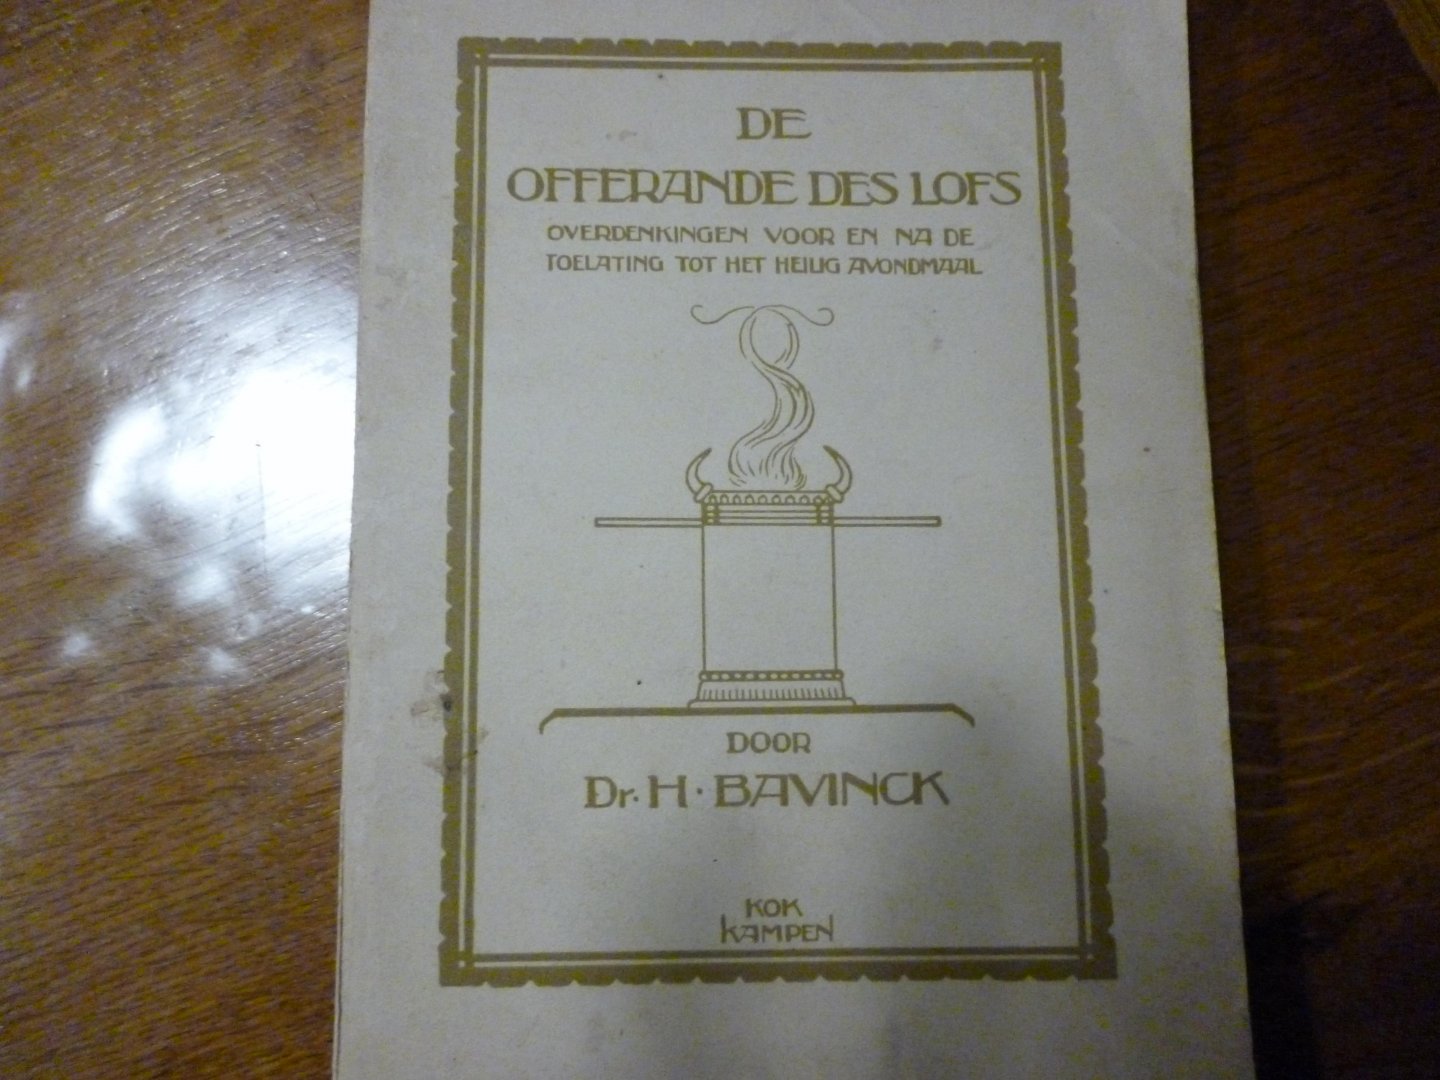 DE
OFFERANDE DES LOFS
OVERDENKINGEN VOOR EN NA DE
TOELATING TOT HET HEILIG AVONDMAAL
DOOR
Dr. H. BAVINCK
KOK
KAMPEN